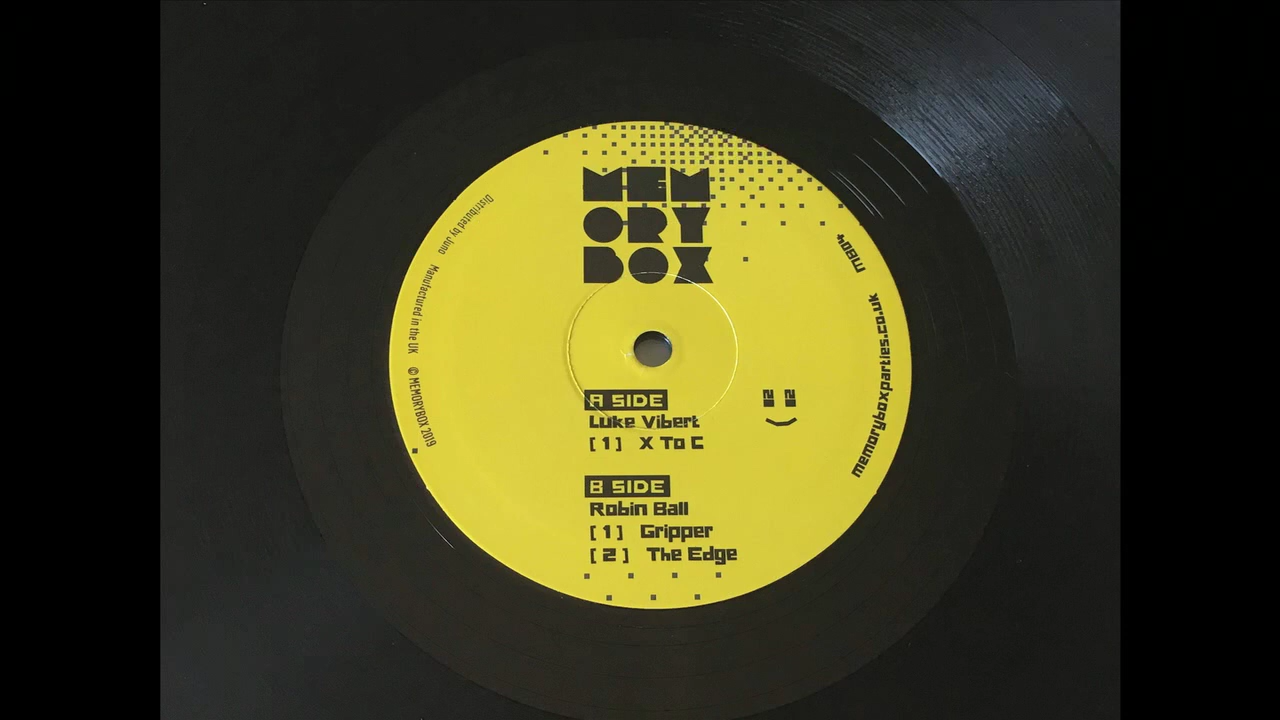 MEM
ORY
BOX
MB04
memoryboxparties.co.uk
Distributed by Juno Manufactured in the UK © MEMORYBOX 2019
A SIDE
Luke Vibert
[ 1 ] X To C
B SIDE
Robin Ball
[ 1 ] Gripper
[ 2 ] The Edge